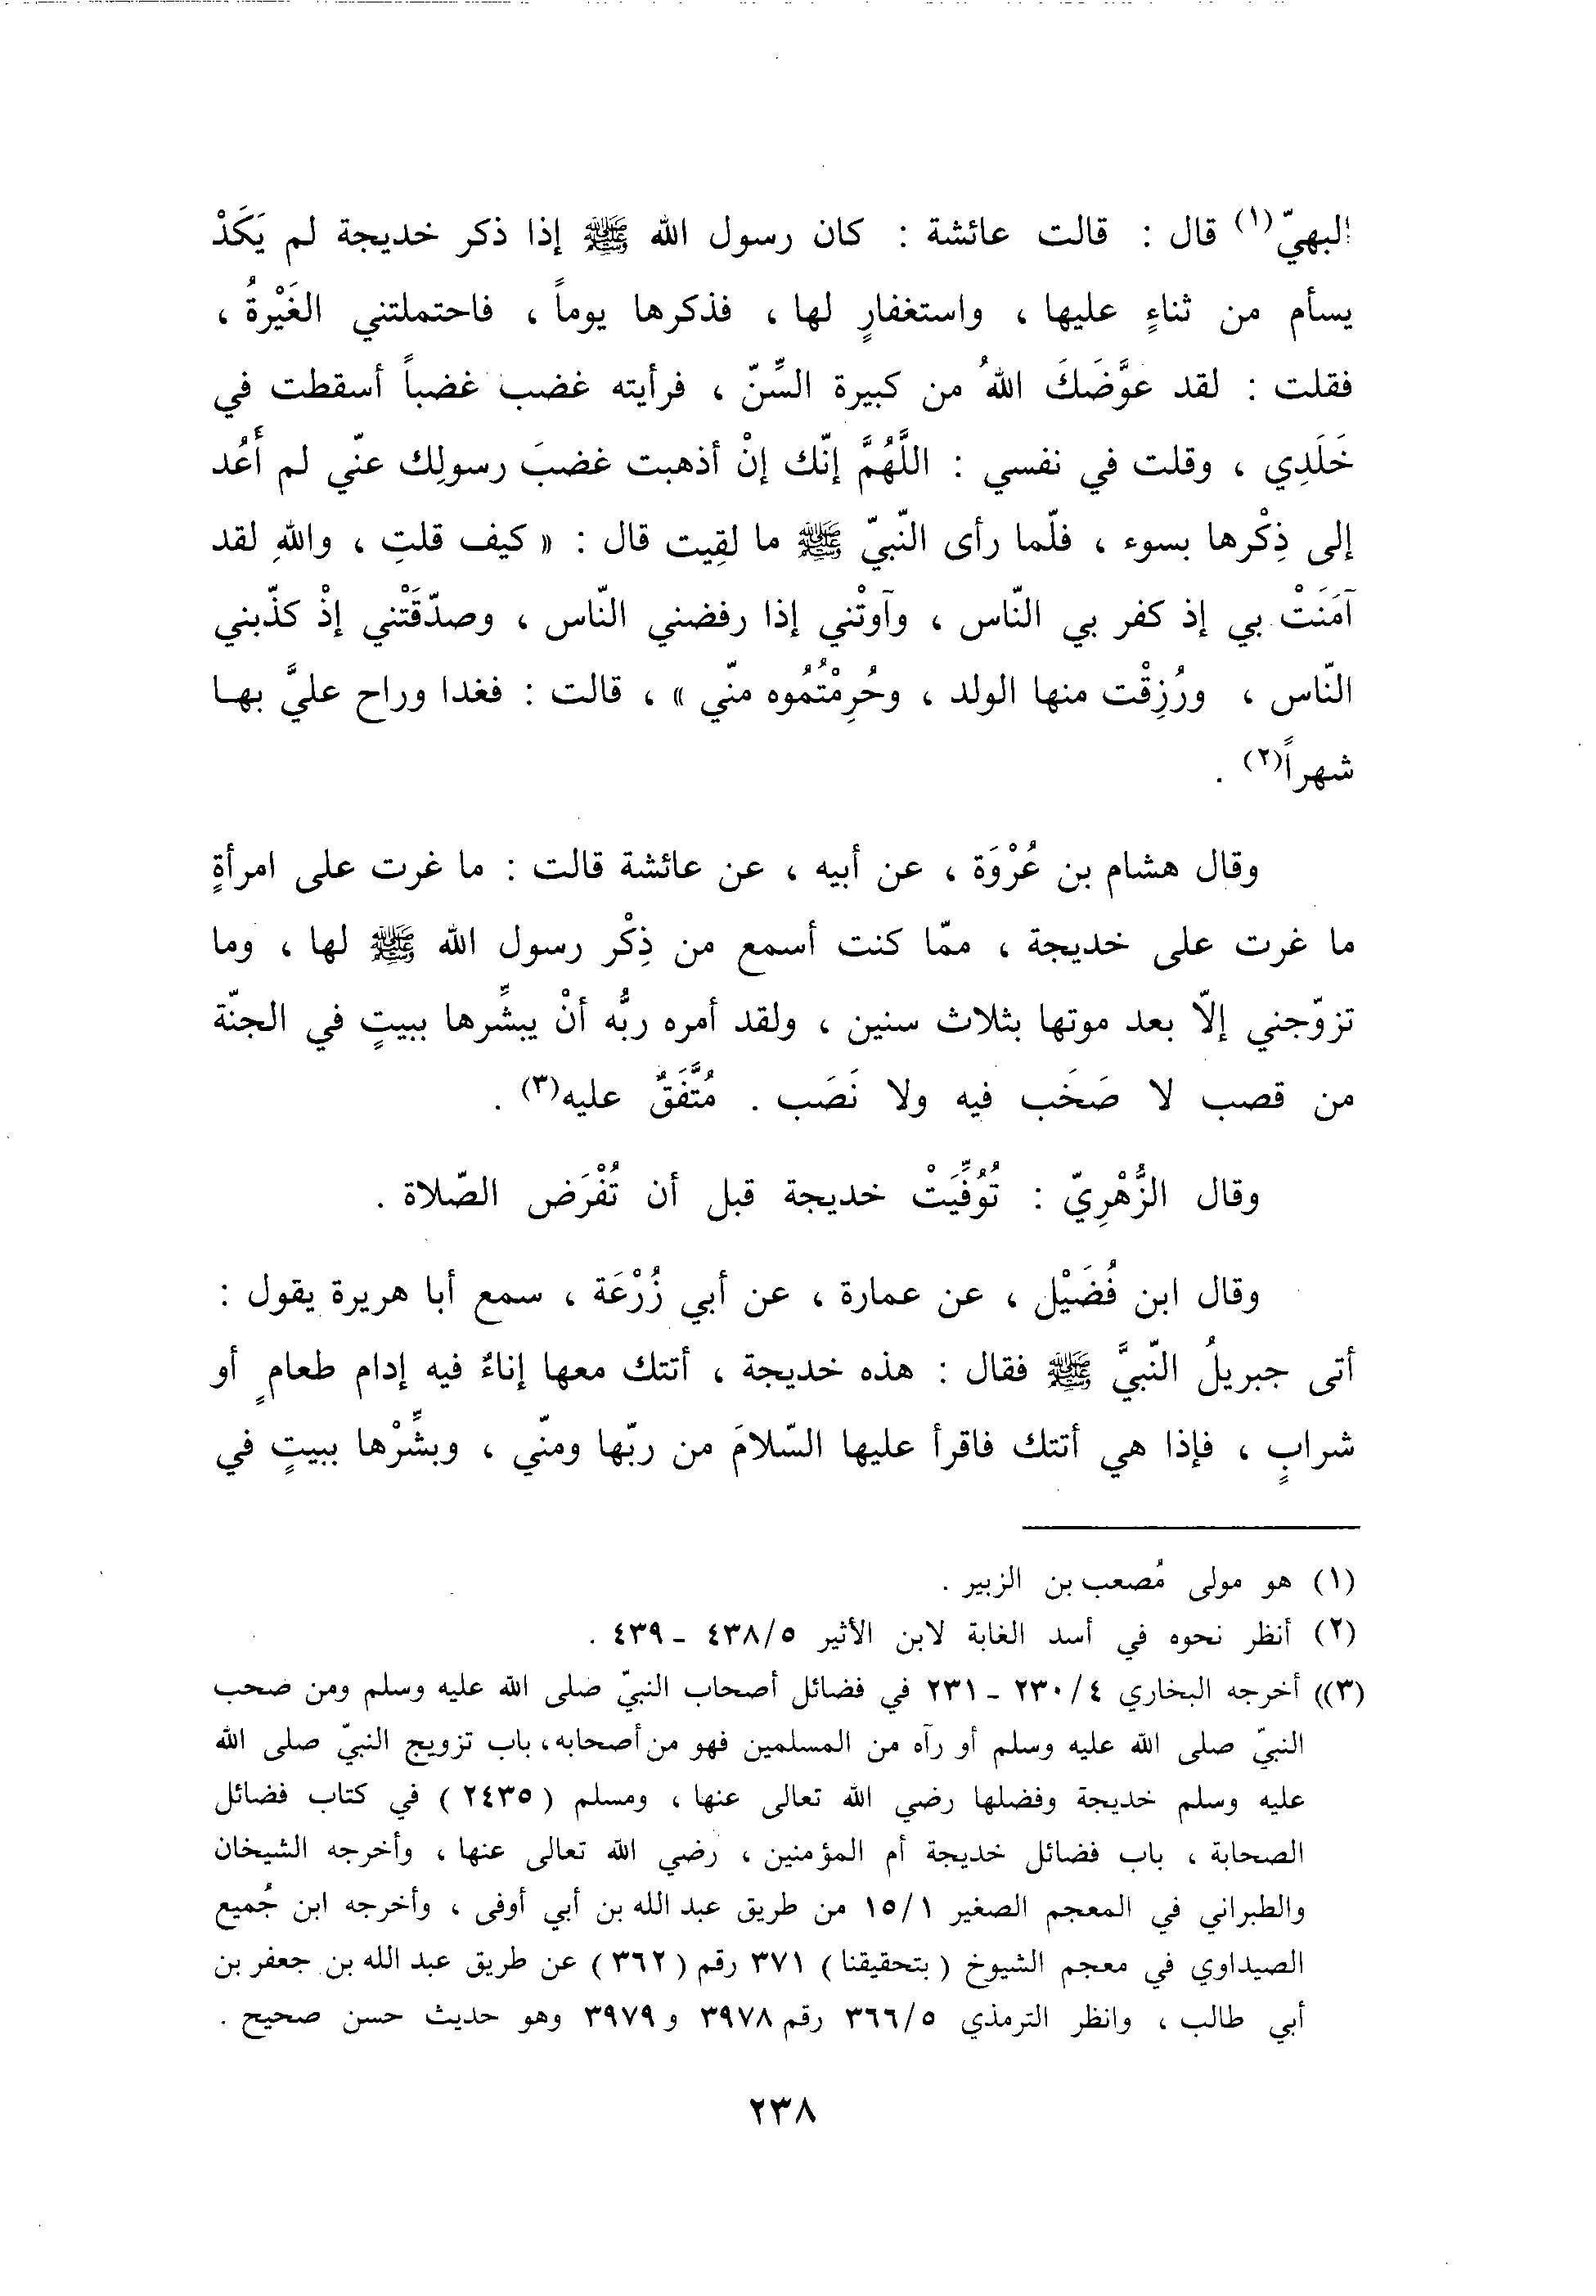 البهيّ(١) قال : قالت عائشة : كان رسول الله ﷺ إذا ذكر خديجة لم يَكَدْ
يسأم من ثناءٍ عليها ، واستغفارٍ لها ، فذكرها يوماً ، فاحتملتني الغَيْرةُ ،
فقلت : لقد عوَّضَكَ اللهُ من كبيرة السِّنّ ، فرأيته غضب غضباً أسقطت في
خَلَدِي ، وقلت في نفسي : اللَّهُمَّ إنّك إنْ أذهبت غضبَ رسولِك عنّي لم أَعُد
إلى ذِكْرها بسوء ، فلّما رأى النّبيّ ﷺ ما لقِيت قال : « كيف قلتِ ، واللهِ لقد
آمَنَتْ بي إذ كفر بي النّاس ، وآوتْني إذا رفضني النّاس ، وصدّقَتْني إذْ كذّبني
النّاس ، ورُزِقْت منها الولد ، وحُرِمْتُمُوه منّي » ، قالت : فغدا وراح عليَّ بها
شهراً(٢) .
وقال هشام بن عُرْوَة ، عن أبيه ، عن عائشة قالت : ما غرت على امرأةٍ
ما غرت على خديجة ، ممّا كنت أسمع من ذِكْر رسول الله ﷺ لها ، وما
تزوّجني إلاّ بعد موتها بثلاث سنين ، ولقد أمره ربُّه أنْ يبشِّرها ببيتٍ في الجنّة
من قصب لا صَخَب فيه ولا نَصَب . مُتَّفَقٌ عليه(٣) .
وقال الزُّهْرِيّ : تُوُفِّيَتْ خديجة قبل أن تُفْرَض الصّلاة .
وقال ابن فُضَيْل ، عن عمارة ، عن أبي زُرْعَة ، سمع أبا هريرة يقول :
أتى جبريلُ النّبيَّ ﷺ فقال : هذه خديجة ، أتتك معها إناءٌ فيه إدام طعامٍ أو
شرابٍ ، فإذا هي أتتك فاقرأ عليها السّلامَ من ربّها ومنّي ، وبشِّرْها ببيتٍ في
(١) هو مولى مُصعب بن الزبير .
(٢) أنظر نحوه في أسد الغابة لابن الأثير ٤٣٨/٥ - ٤٣٩ .
(٣)) أخرجه البخاري ٢٣٠/٤ - ٢٣١ في فضائل أصحاب النبيّ صلى الله عليه وسلم ومن صحب
النبيّ صلى الله عليه وسلم أو رآه من المسلمين فهو من أصحابه، باب تزويج النبيّ صلى الله
عليه وسلم خديجة وفضلها رضي الله تعالى عنها ، ومسلم ( ٢٤٣٥ ) في كتاب فضائل
الصحابة ، باب فضائل خديجة أم المؤمنين ، رضي الله تعالى عنها ، وأخرجه الشيخان
والطبراني في المعجم الصغير ١٥/١ من طريق عبد الله بن أبي أوفى ، وأخرجه ابن جُميع
الصيداوي في معجم الشيوخ ( بتحقيقنا ) ٣٧١ رقم ( ٣٦٢ ) عن طريق عبد الله بن جعفر بن
أبي طالب ، وانظر الترمذي ٣٦٦/٥ رقم ٣٩٧٨ و ٣٩٧٩ وهو حديث حسن صحيح .
٢٣٨